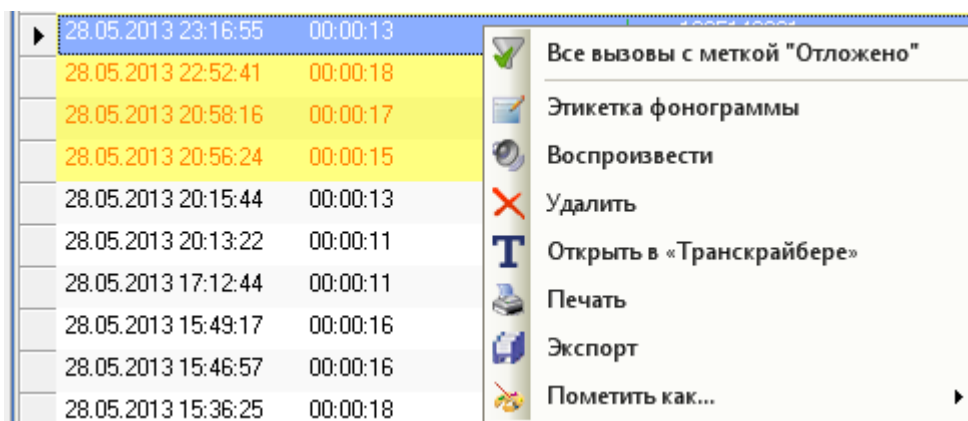 28.05.2013 23:16:55 00:00:13
28.05.2013 22:52:41 00:00:18
28.05.2013 20:58:16 00:00:17
28.05.2013 20:56:24 00:00:15
28.05.2013 20:15:44 00:00:13
28.05.2013 20:13:22 00:00:11
28.05.2013 17:12:44 00:00:11
28.05.2013 15:49:17 00:00:16
28.05.2013 15:46:57 00:00:16
28.05.2013 15:36:25 00:00:18
Все вызовы с меткой "Отложено"
Этикетка фонограммы
Воспроизвести
Удалить
Открыть в «Транскрайбере»
Печать
Экспорт
Пометить как...